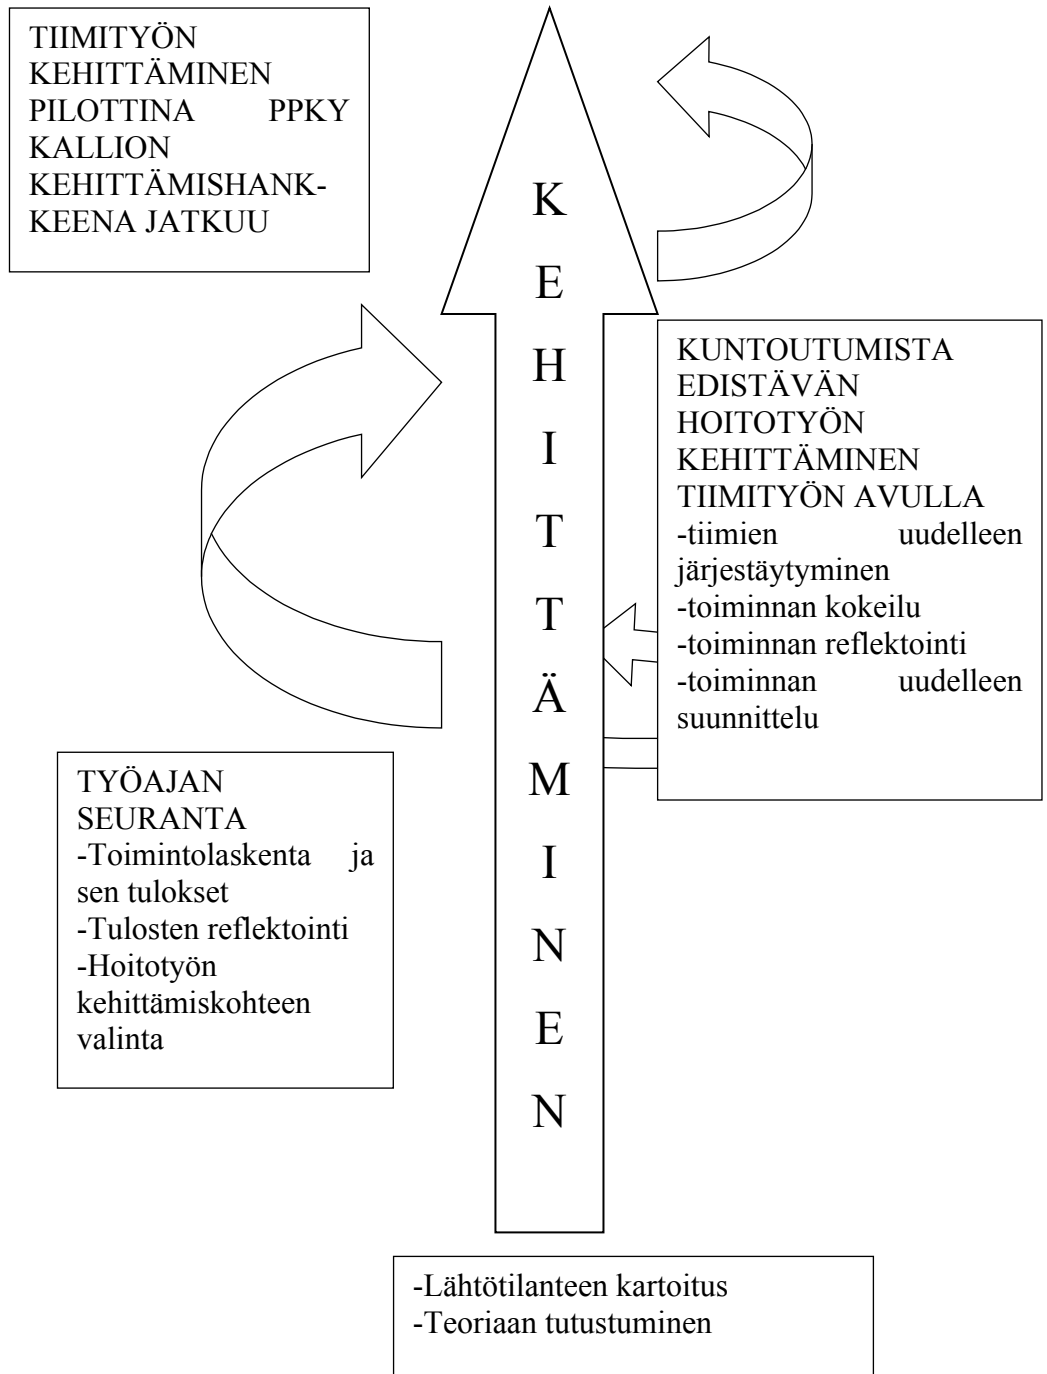 TIIMITYÖN
KEHITTÄMINEN
PILOTTINA PPKY
KALLION
KEHITTÄMISHANK-
KEENA JATKUU
K
E
H
I
T
T
Ä
M
I
N
E
N
KUNTOUTUMISTA
EDISTÄVÄN
HOITOTYÖN
KEHITTÄMINEN
TIIMITYÖN AVULLA
-tiimien uudelleen
järjestäytyminen
-toiminnan kokeilu
-toiminnan reflektointi
-toiminnan uudelleen
suunnittelu
TYÖAJAN
SEURANTA
-Toimintolaskenta ja
sen tulokset
-Tulosten reflektointi
-Hoitotyön
kehittämiskohteen
valinta
-Lähtötilanteen kartoitus
-Teoriaan tutustuminen